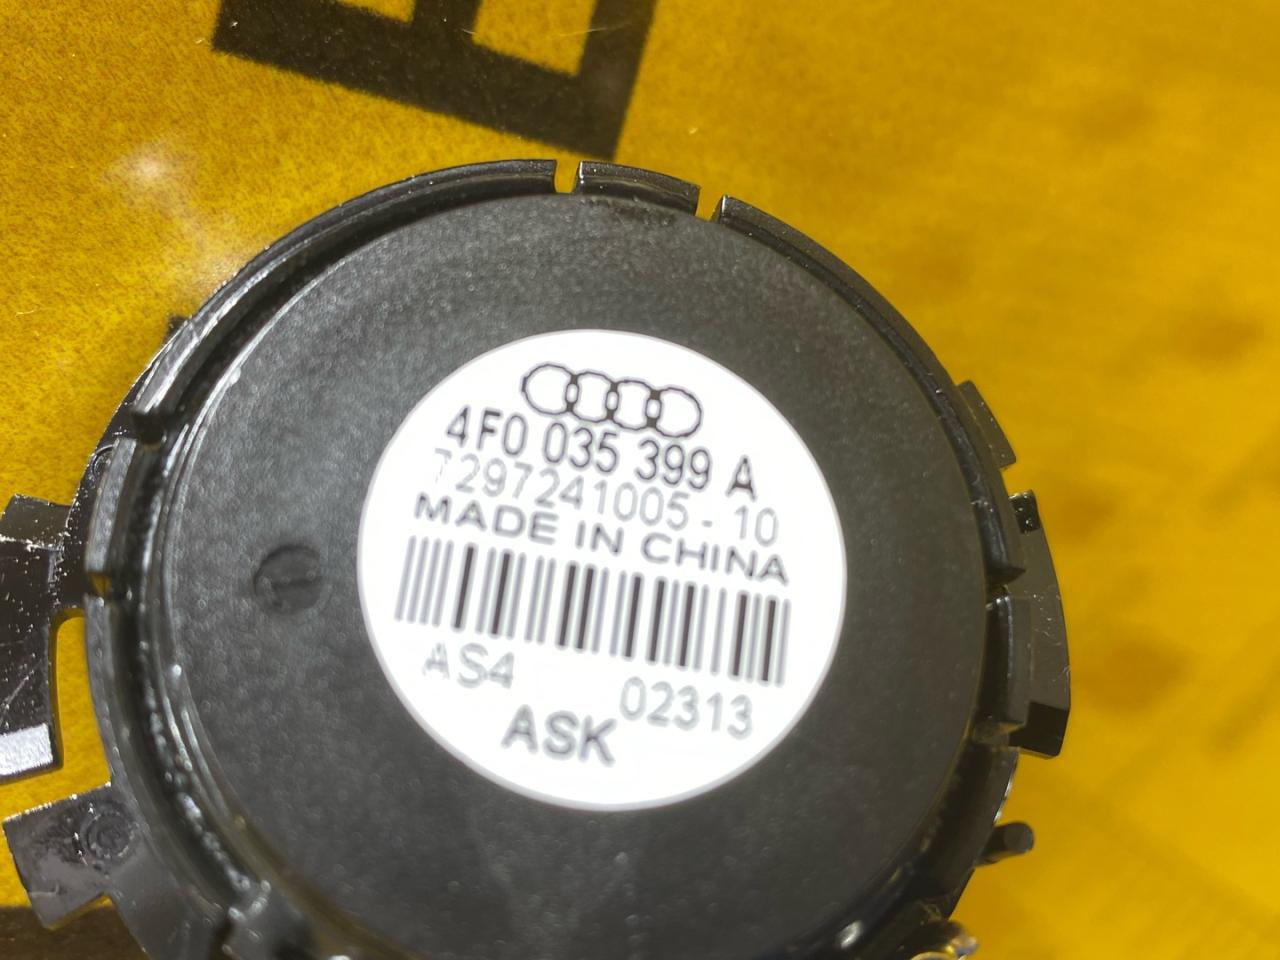 4F0 035 399 A
7297241005 - 10
MADE IN CHINA
AS4 02313
ASK